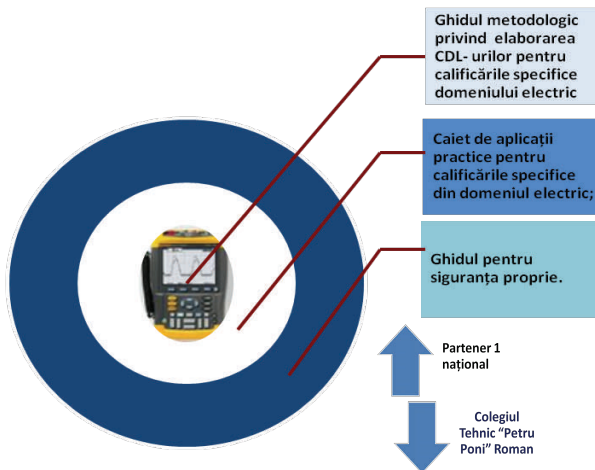 Ghidul metodologic
privind elaborarea
CDL- urilor pentru
calificările specifice
domeniului electric
Caiet de aplicații
practice pentru
calificările specifice
din domeniul electric;
Ghidul pentru
siguranța proprie.
Partener 1
național
Colegiul
Tehnic “Petru
Poni” Roman